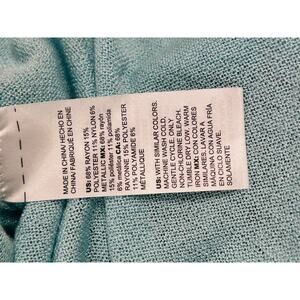 MADE IN CHINA/ HECHO EN
CHINA/ FABRIQUÉ EN CHINE
US: 68% RAYON 15%
POLYESTER 11% NYLON 6%
METALLIC MX: 68% rayón
15% poliéster 11% poliamida
6% metálica CA: 68%
RAYONNE 15% POLYESTER
11% POLYAMIDE 6%
MÉTALLIQUE
US: WITH SIMILAR COLORS.
MACHINE WASH COLD,
GENTLE CYCLE. ONLY
NON-CHLORINE BLEACH.
TUMBLE DRY LOW. WARM
IRON MX: CON COLORES
SIMILARES. LAVAR A
MÁQUINA CON AGUA FRÍA
EN CICLO SUAVE.
SOLAMENTE